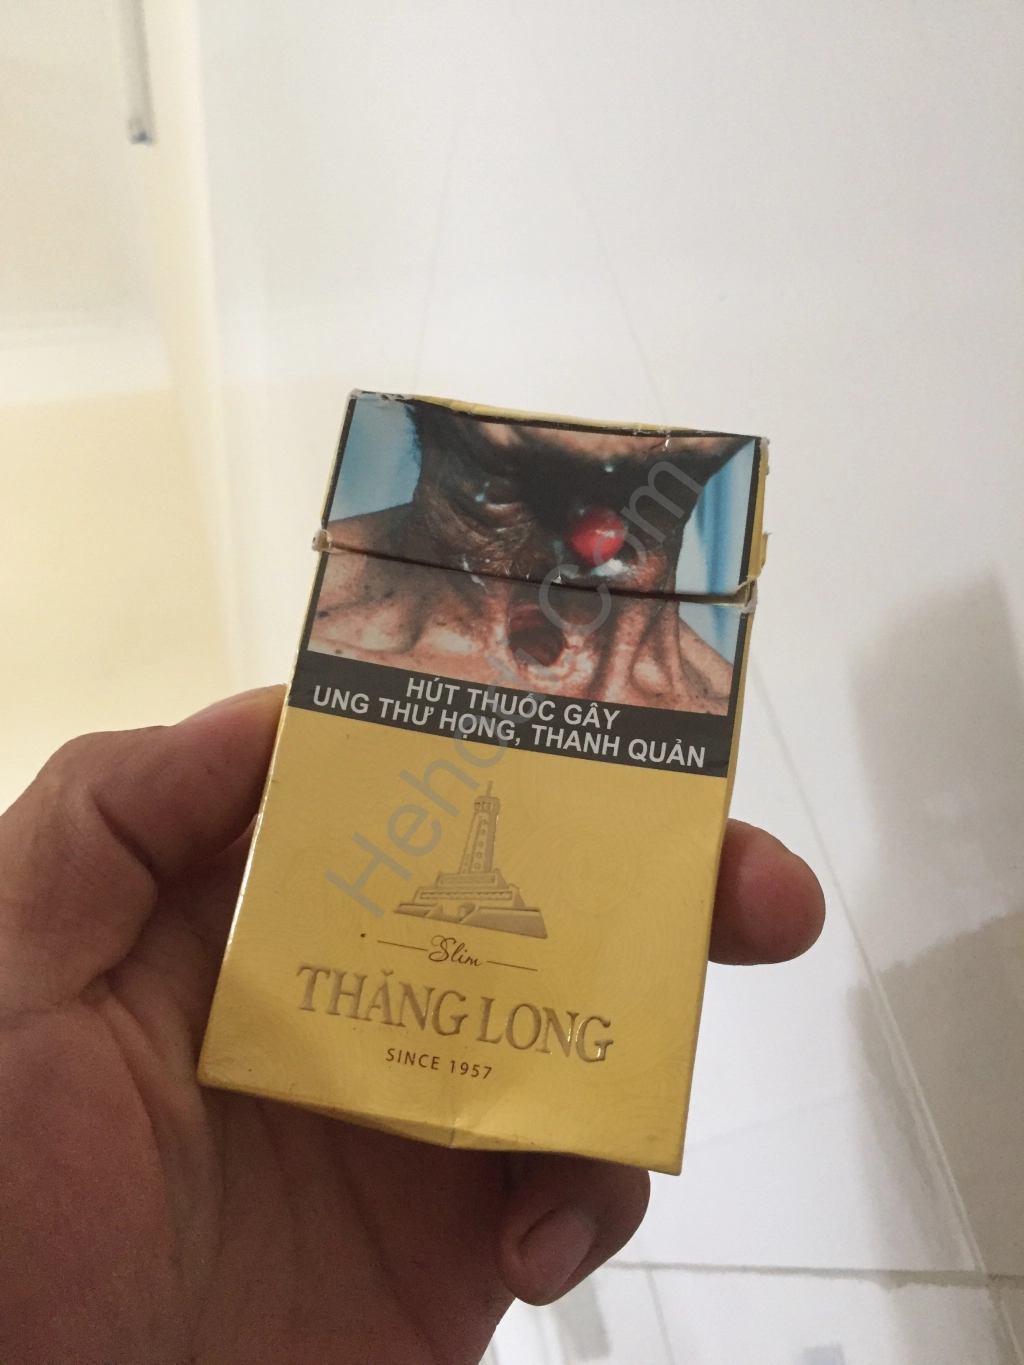 HÚT THUỐC GÂY
UNG THƯ HỌNG, THANH QUẢN
Slim
THĂNG LONG
SINCE 1957